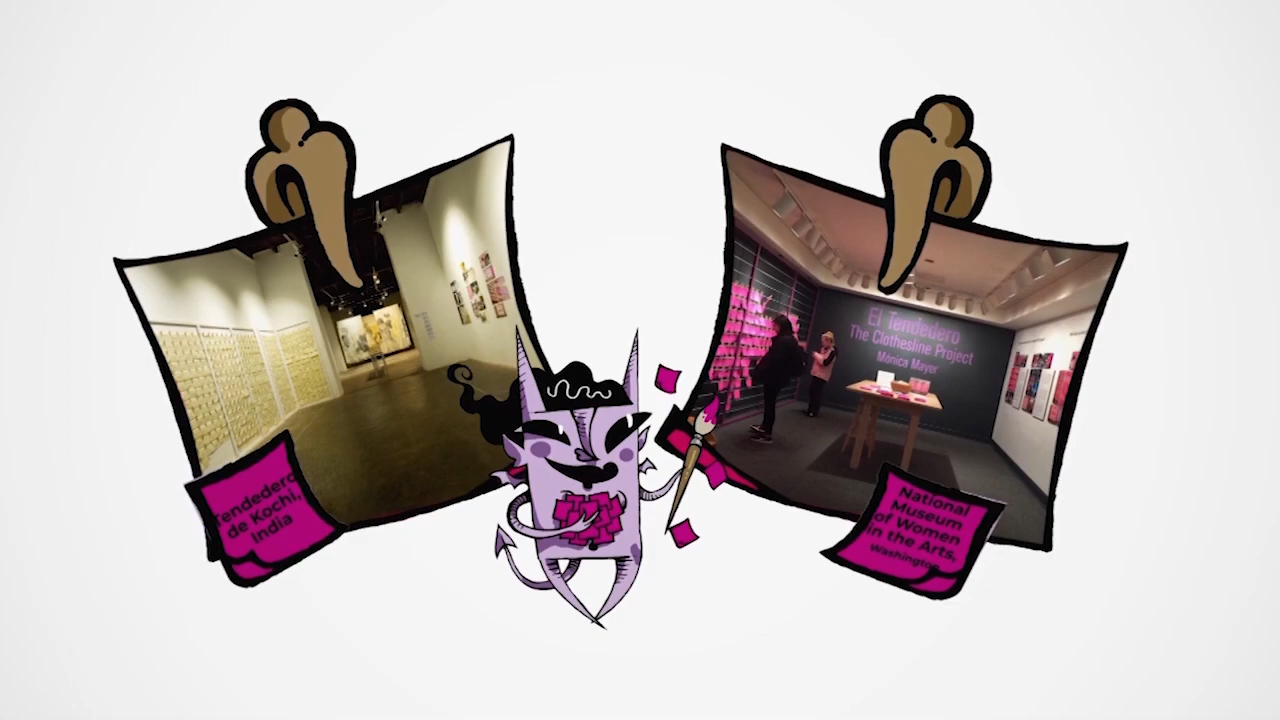 Tendedero
de Kochi,
India
El Tendedero
The Clothesline Project
Mónica Mayer
National
Museum
of Women
in the Arts,
Washington